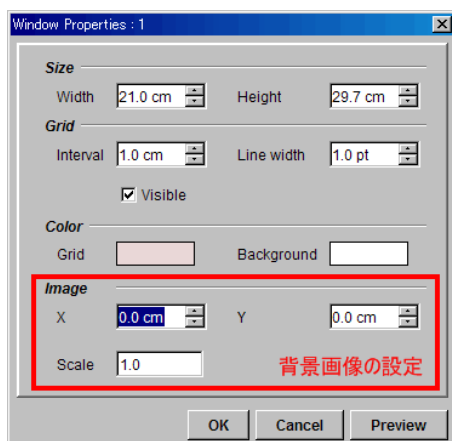 Window Properties : 1
Size
Width 21.0 cm Height 29.7 cm
Grid
Interval 1.0 cm Line width 1.0 pt
Visible
Color
Grid Background
Image
X 0.0 cm Y 0.0 cm
Scale 1.0 背景画像の設定
OK Cancel Preview